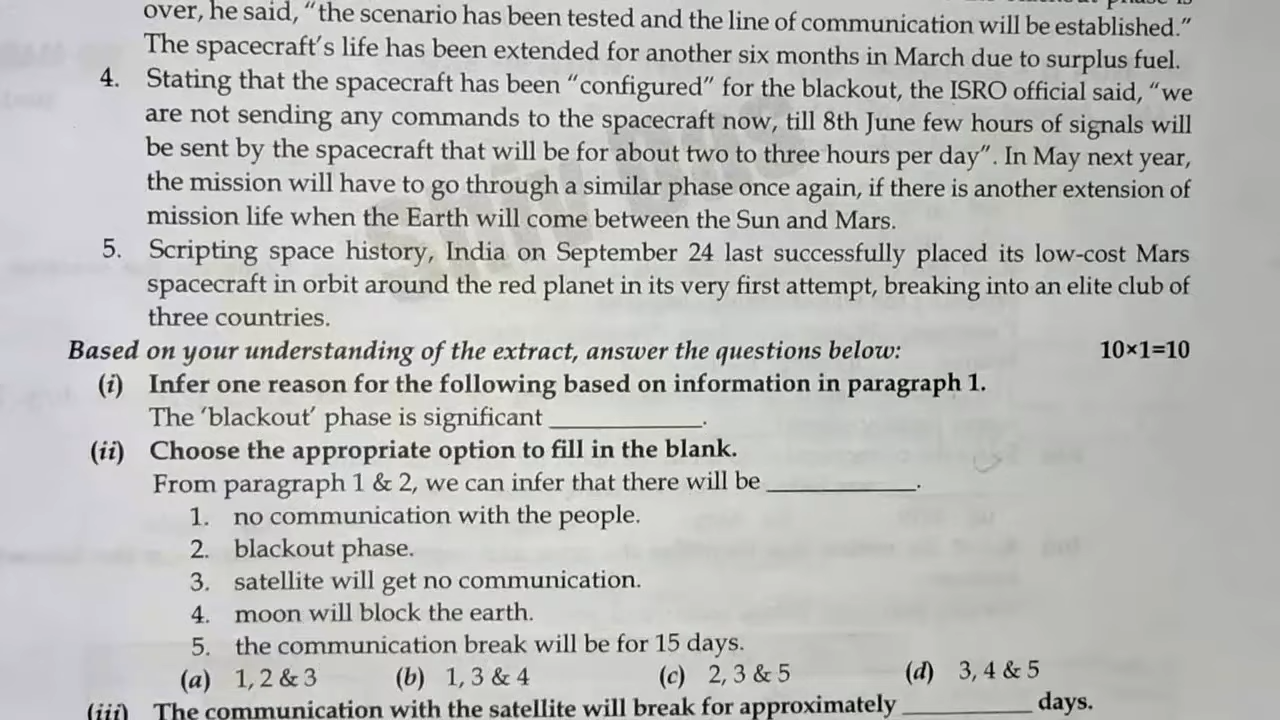 over, he said, "the scenario has been tested and the line of communication will be established."
The spacecraft's life has been extended for another six months in March due to surplus fuel.
4. Stating that the spacecraft has been "configured" for the blackout, the ISRO official said, "we
are not sending any commands to the spacecraft now, till 8th June few hours of signals will
be sent by the spacecraft that will be for about two to three hours per day". In May next year,
the mission will have to go through a similar phase once again, if there is another extension of
mission life when the Earth will come between the Sun and Mars.
5. Scripting space history, India on September 24 last successfully placed its low-cost Mars
spacecraft in orbit around the red planet in its very first attempt, breaking into an elite club of
three countries.
Based on your understanding of the extract, answer the questions below: 10×1=10
(i) Infer one reason for the following based on information in paragraph 1.
The 'blackout' phase is significant ____________.
(ii) Choose the appropriate option to fill in the blank.
From paragraph 1 & 2, we can infer that there will be ____________.
1. no communication with the people.
2. blackout phase.
3. satellite will get no communication.
4. moon will block the earth.
5. the communication break will be for 15 days.
(a) 1, 2 & 3 (b) 1, 3 & 4 (c) 2, 3 & 5 (d) 3, 4 & 5
(iii) The communication with the satellite will break for approximately ____________ days.